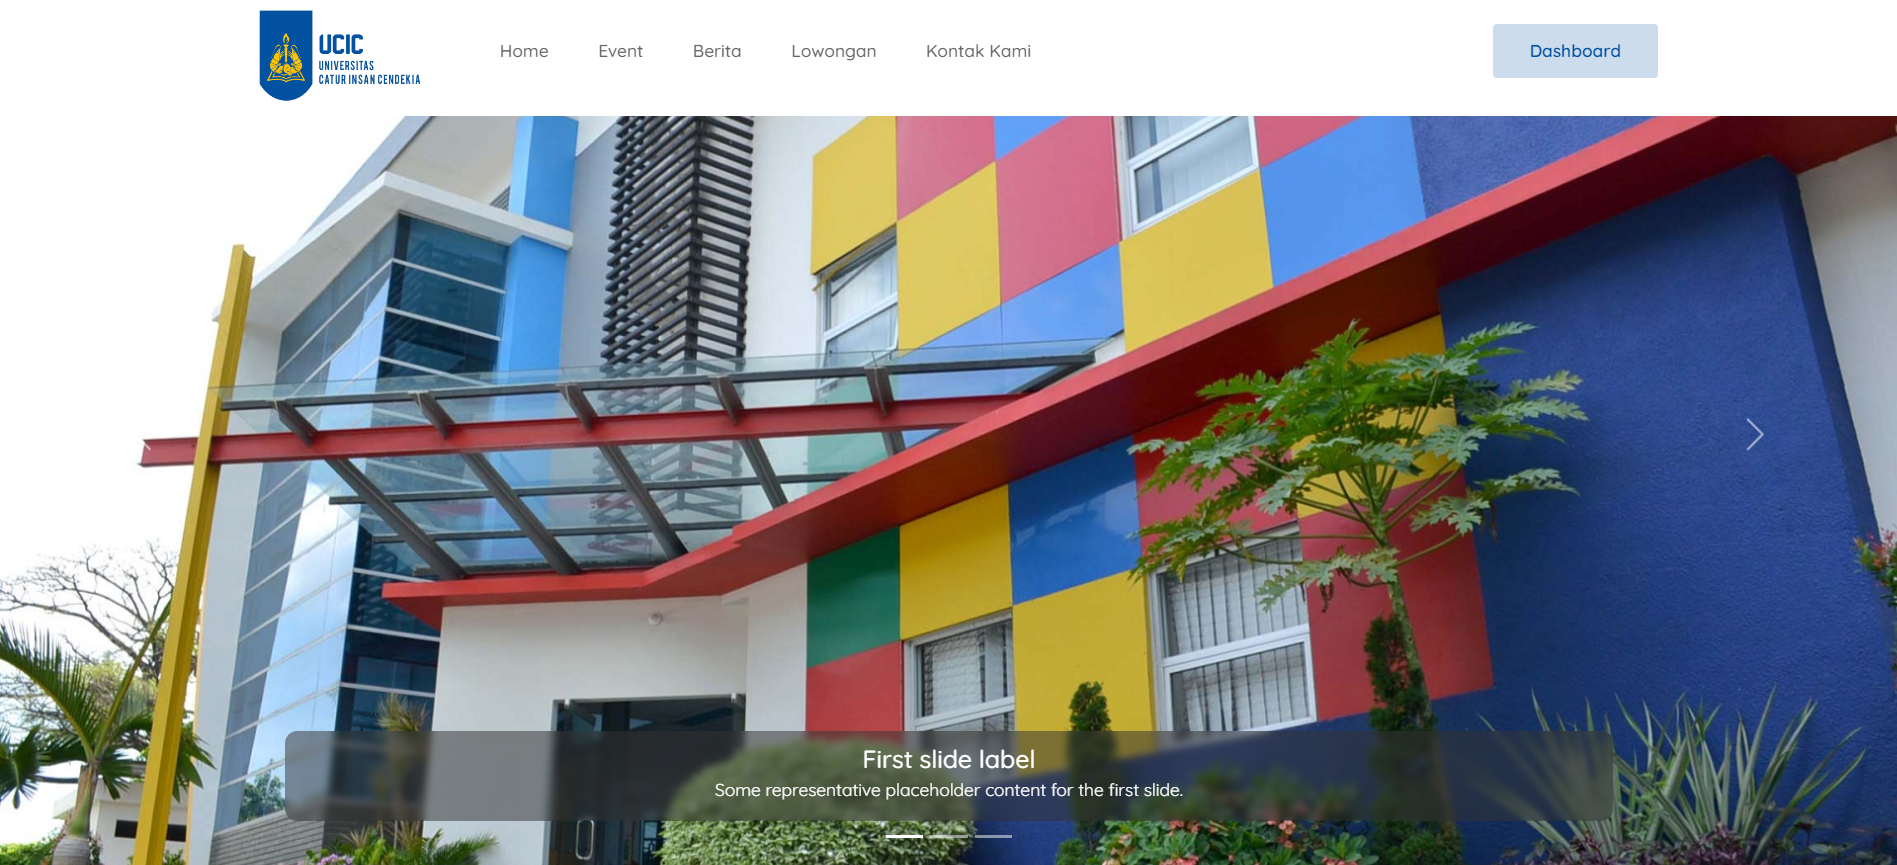 UCIC
UNIVERSITAS
CATUR INSAN CENDEKIA
Home
Event
Berita
Lowongan
Kontak Kami
Dashboard
First slide label
Some representative placeholder content for the first slide.